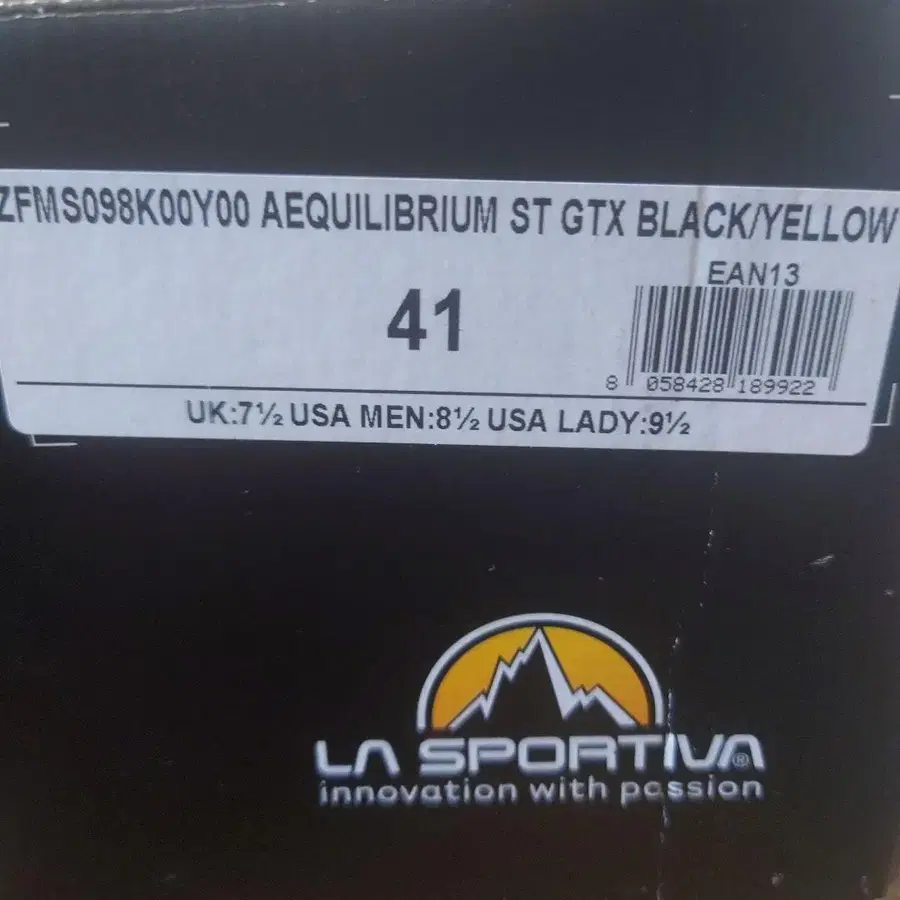 ZFMS098K00Y00 AEQUILIBRIUM ST GTX BLACK/YELLOW
EAN13
41
8 058428 189922
UK:7½ USA MEN:8½ USA LADY:9½
LA SPORTIVA®
innovation with passion